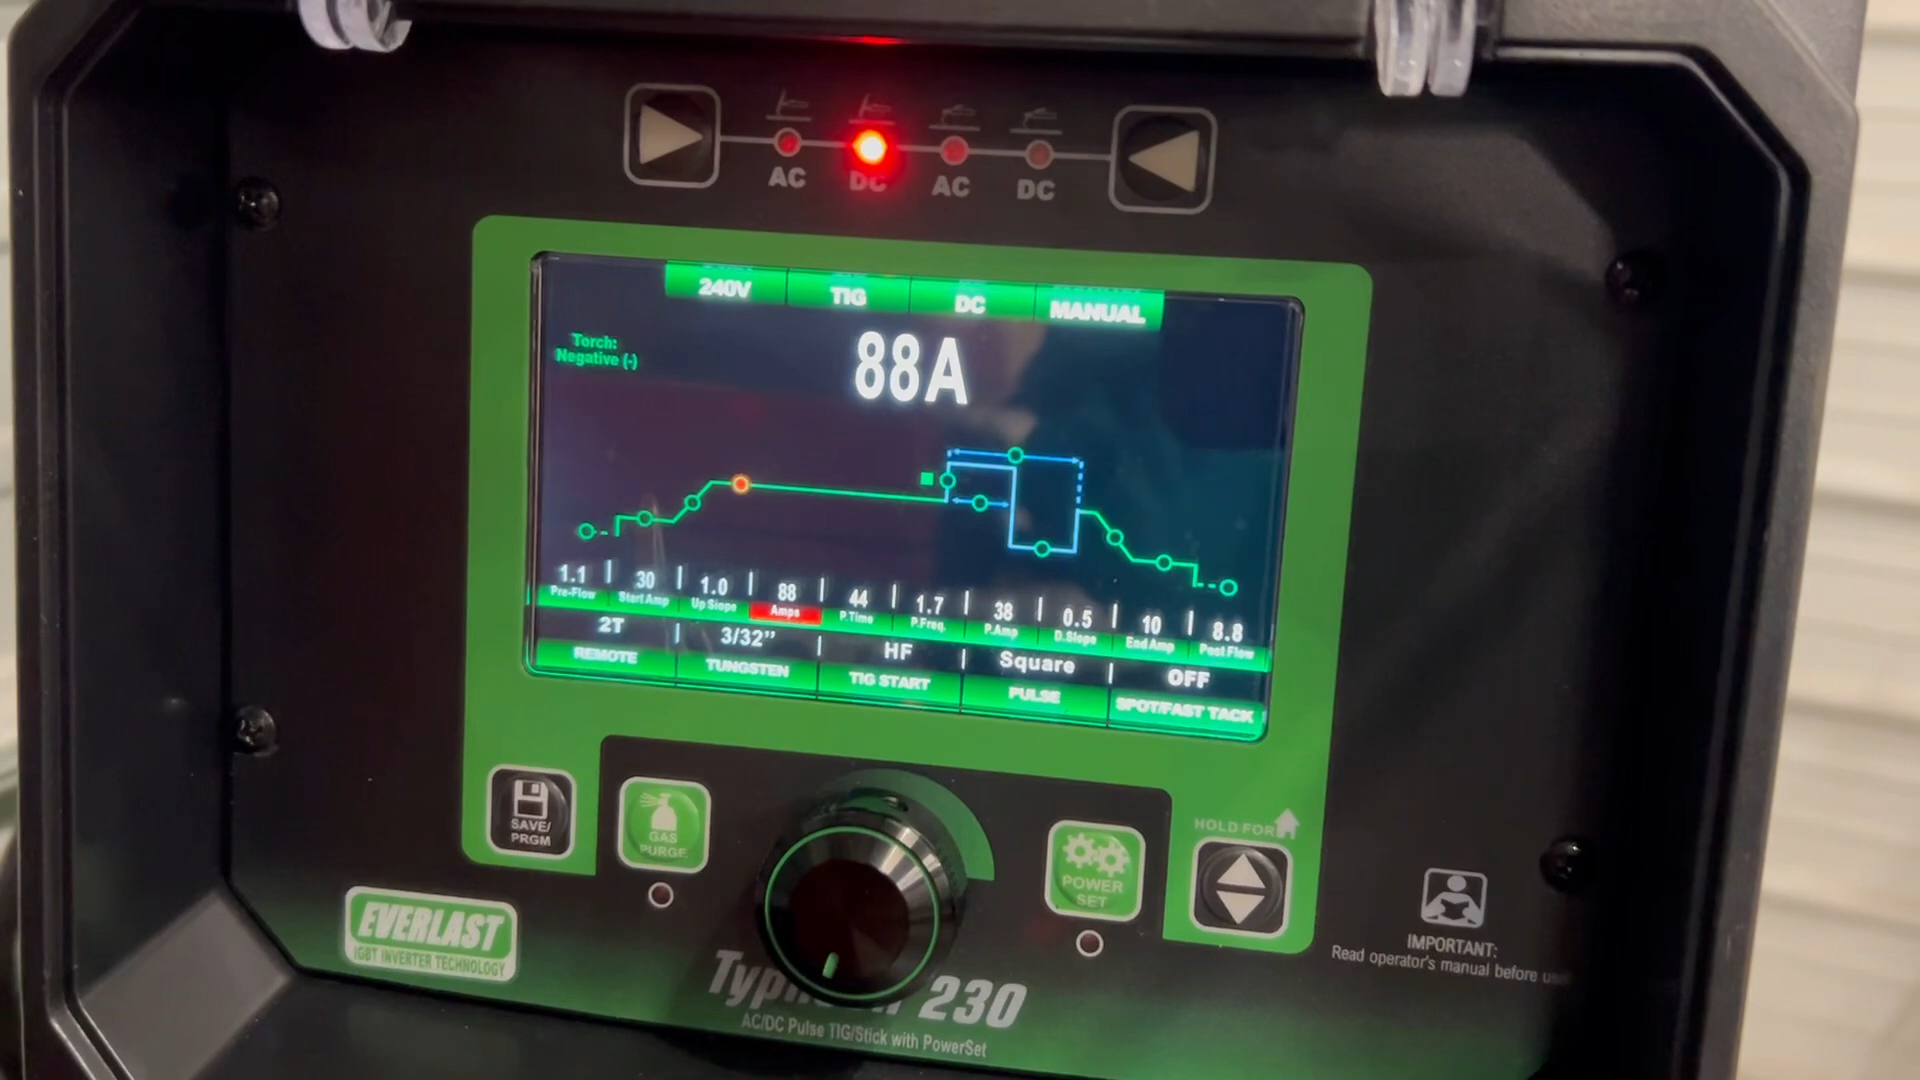 AC DC AC DC
240V TIG DC MANUAL
Torch:
Negative (-)
88A
1.1 30 1.0 88 44 1.7 38 0.5 10 8.8
Pre-Flow Start Amp Up Slope Amps P.Time P.Freq. P.Amp D.Slope End Amp Post Flow
2T 3/32" HF Square OFF
REMOTE TUNGSTEN TIG START PULSE SPOT/FAST TACK
SAVE/
PRGM
GAS
PURGE
POWER
SET
HOLD FOR
EVERLAST
IGBT INVERTER TECHNOLOGY
230
AC/DC Pulse TIG/Stick with PowerSet
IMPORTANT:
Read operator's manual before use